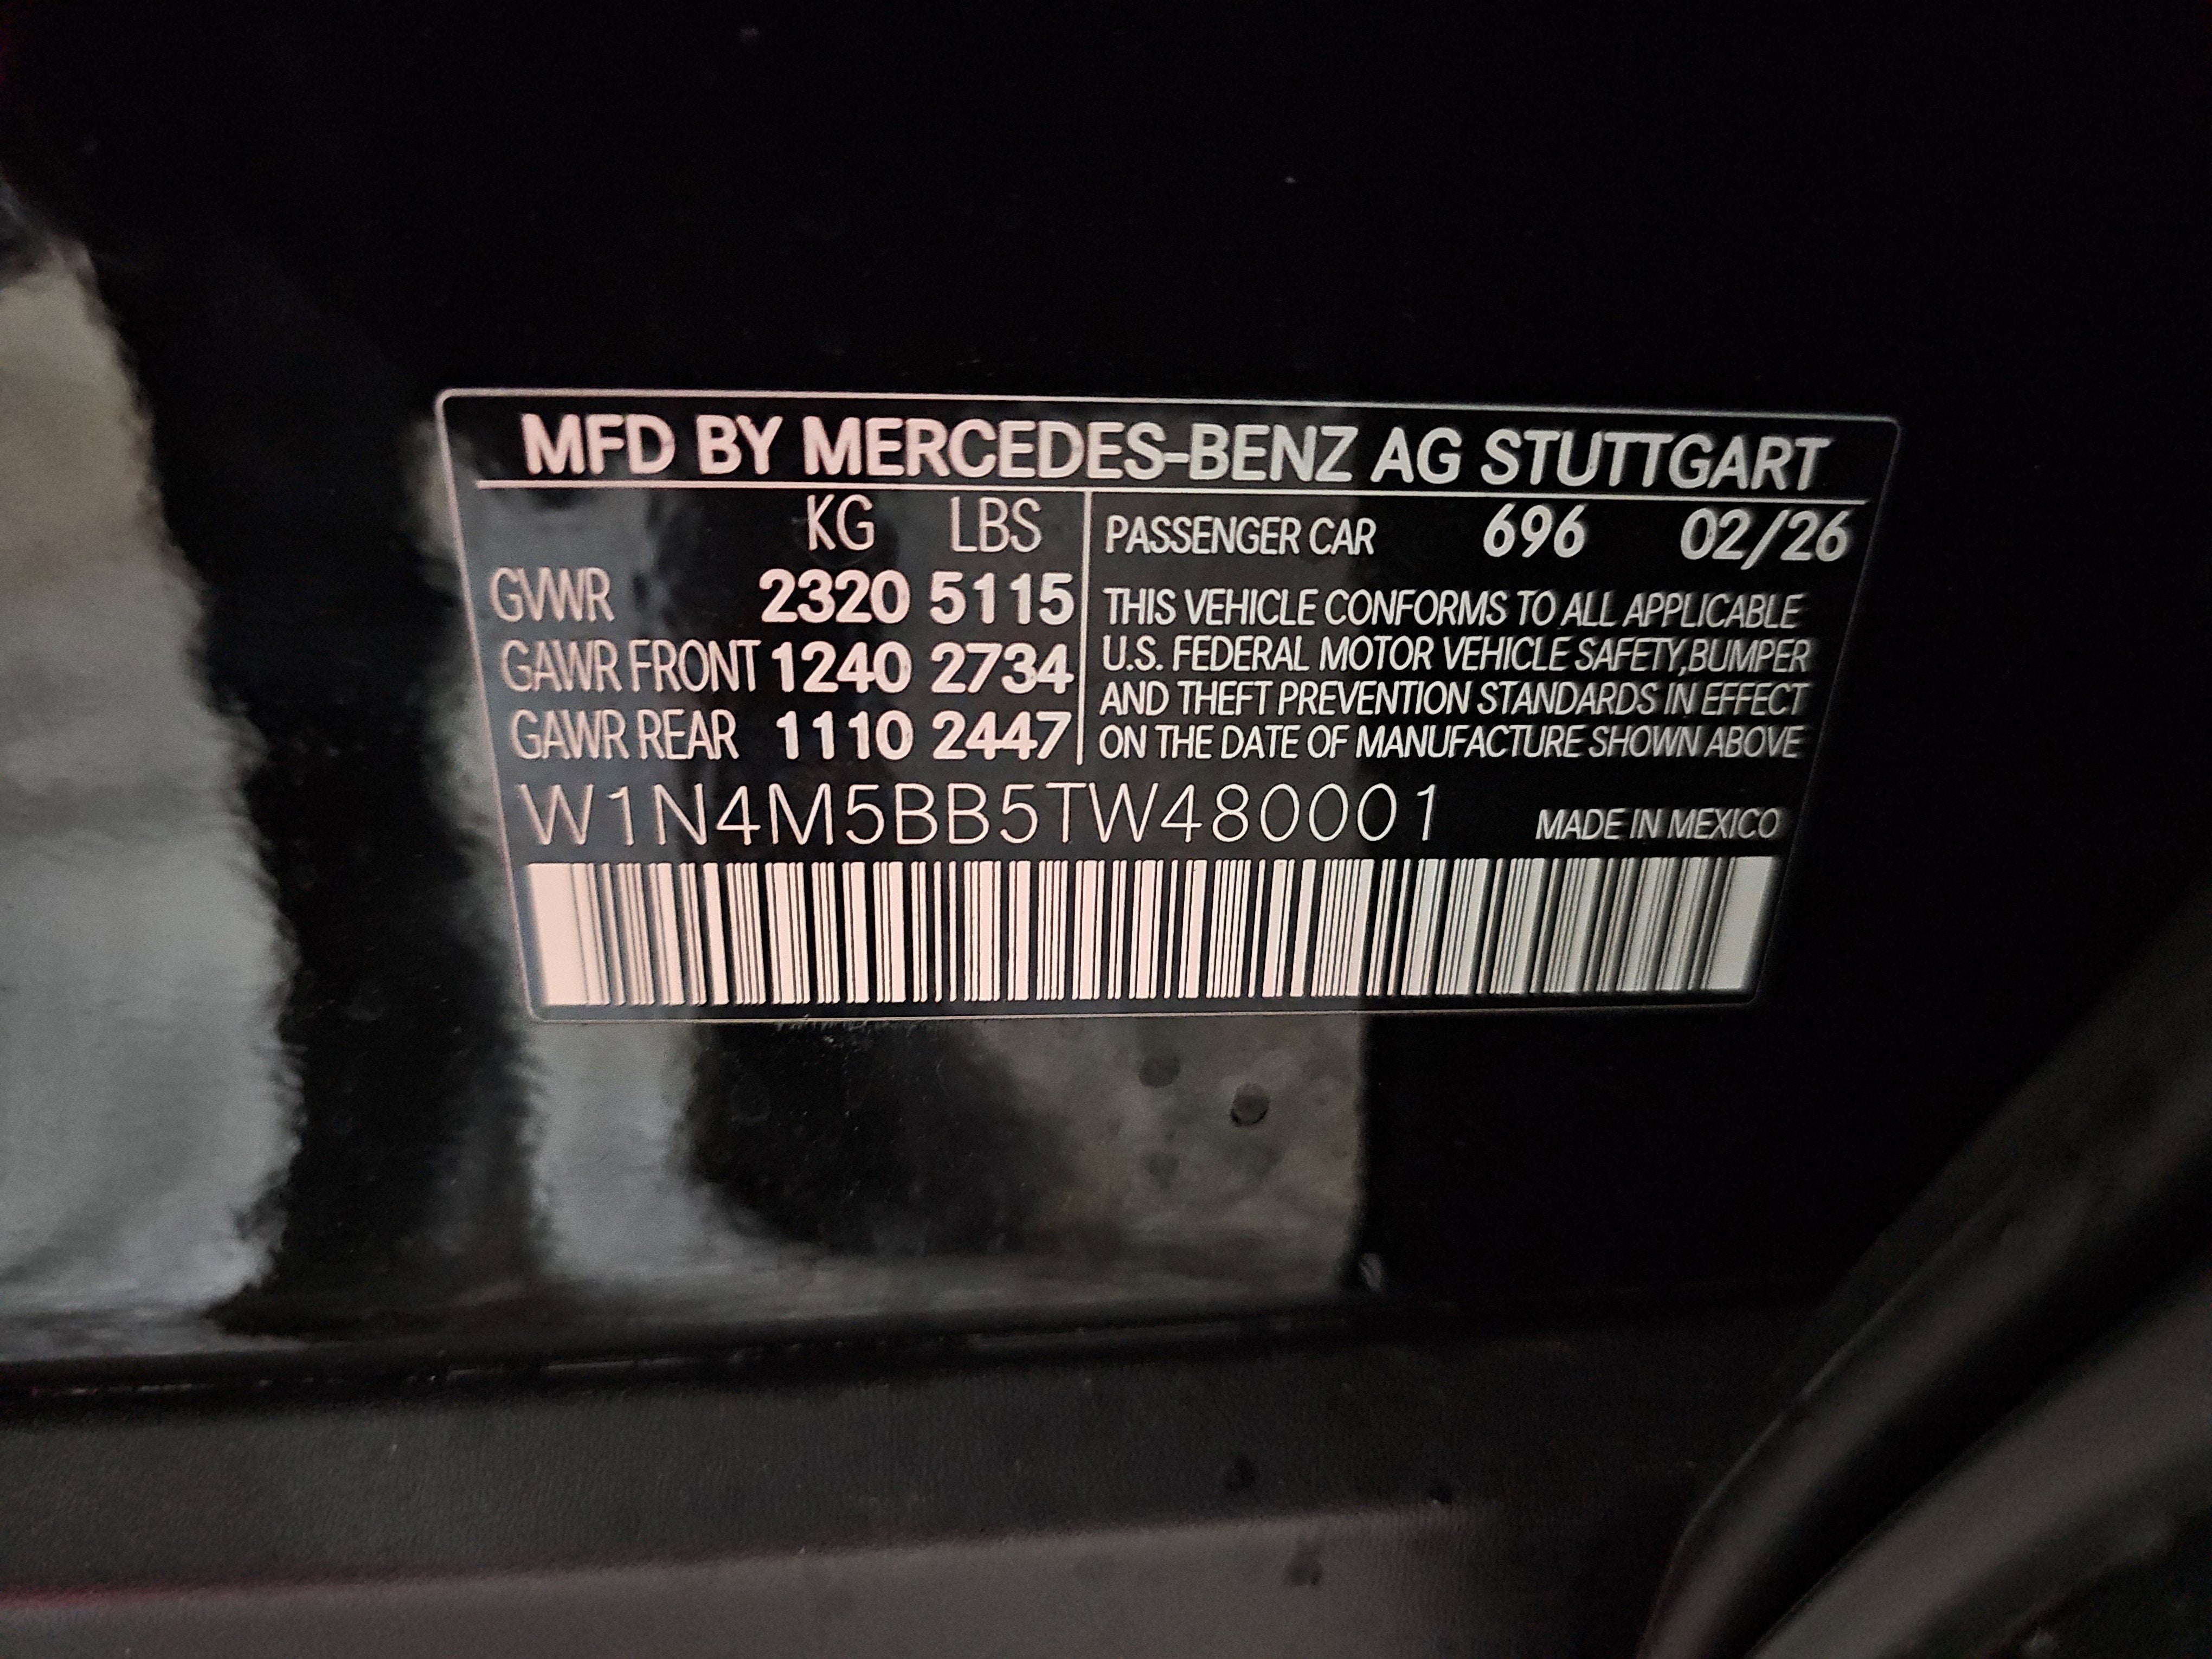 MFD BY MERCEDES-BENZ AG STUTTGART
KG LBS
GVWR 2320 5115
GAWR FRONT 1240 2734
GAWR REAR 1110 2447
PASSENGER CAR 696 02/26
THIS VEHICLE CONFORMS TO ALL APPLICABLE
U.S. FEDERAL MOTOR VEHICLE SAFETY,BUMPER
AND THEFT PREVENTION STANDARDS IN EFFECT
ON THE DATE OF MANUFACTURE SHOWN ABOVE
W1N4M5BB5TW480001
MADE IN MEXICO